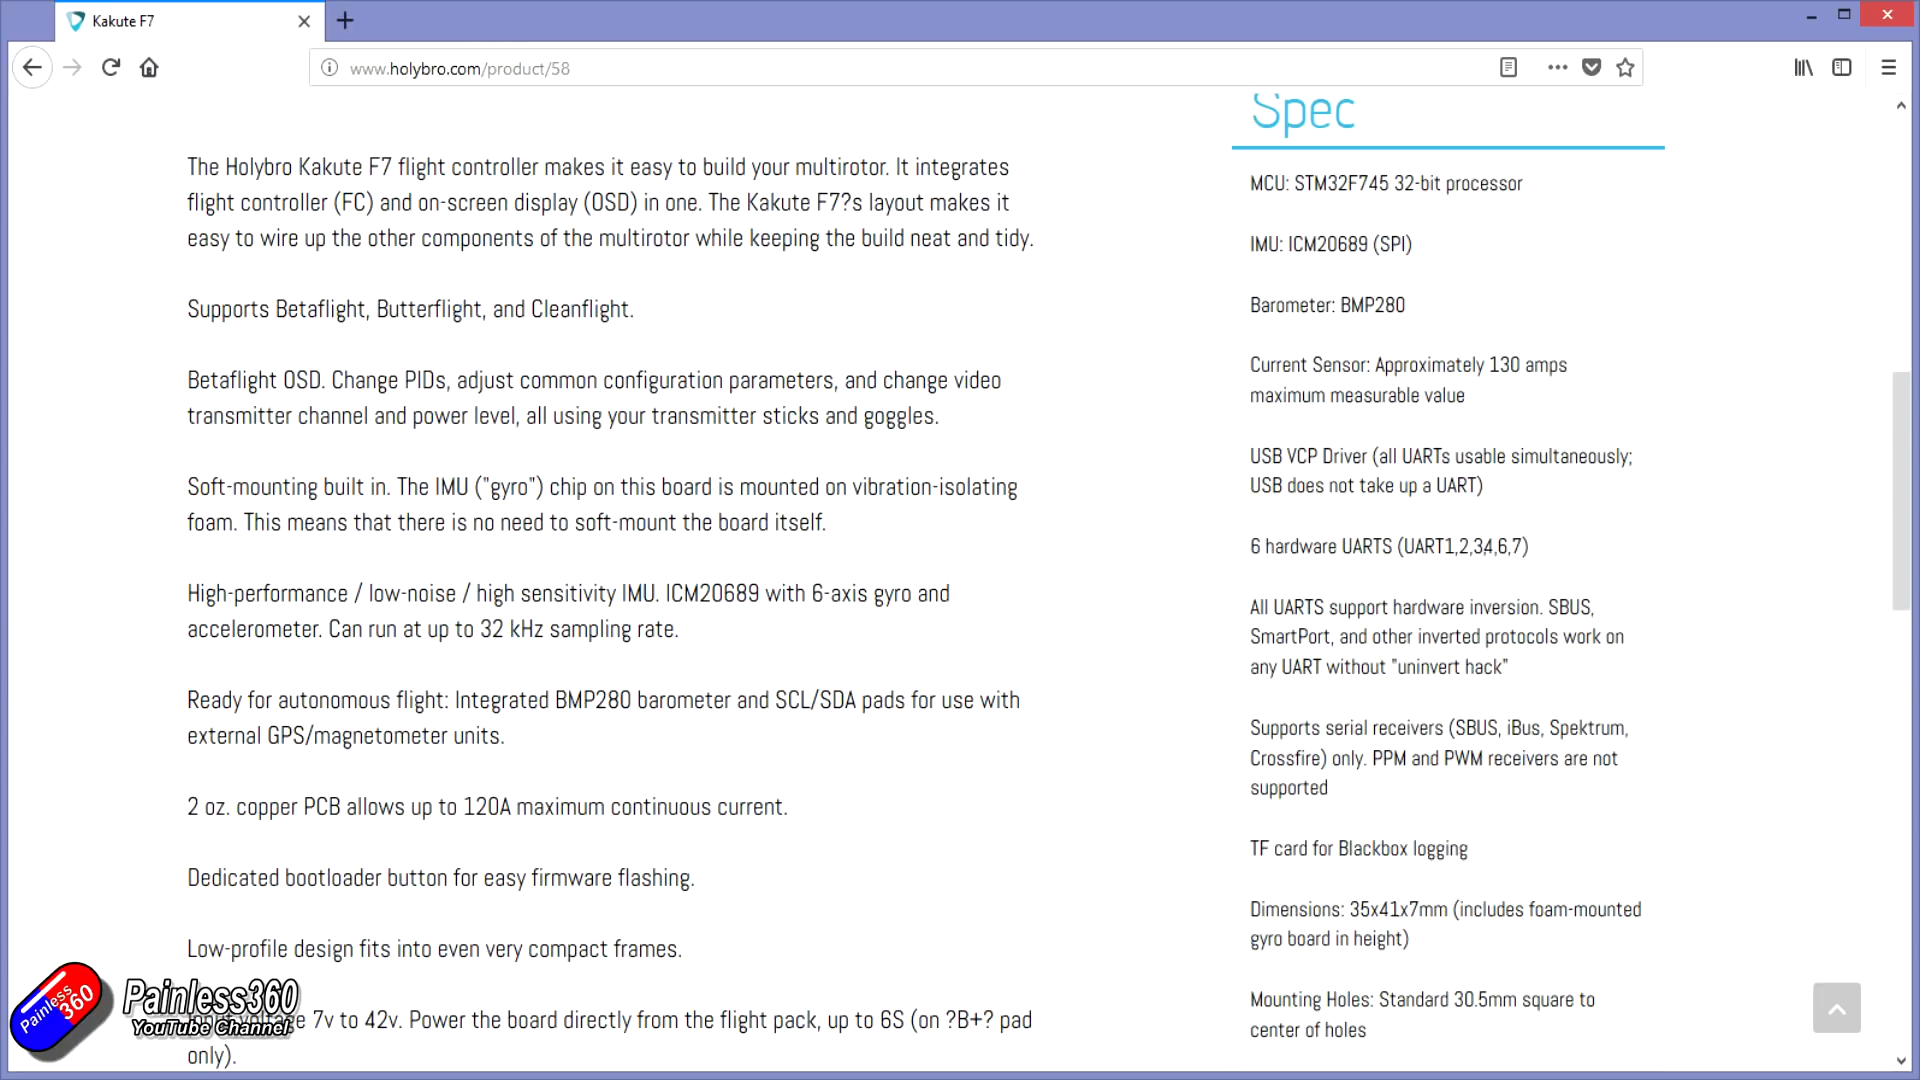 Kakute F7
www.holybro.com/product/58
Spec
The Holybro Kakute F7 flight controller makes it easy to build your multirotor. It integrates
flight controller (FC) and on-screen display (OSD) in one. The Kakute F7?s layout makes it
easy to wire up the other components of the multirotor while keeping the build neat and tidy.
Supports Betaflight, Butterflight, and Cleanflight.
Betaflight OSD. Change PIDs, adjust common configuration parameters, and change video
transmitter channel and power level, all using your transmitter sticks and goggles.
Soft-mounting built in. The IMU ("gyro") chip on this board is mounted on vibration-isolating
foam. This means that there is no need to soft-mount the board itself.
High-performance / low-noise / high sensitivity IMU. ICM20689 with 6-axis gyro and
accelerometer. Can run at up to 32 kHz sampling rate.
Ready for autonomous flight: Integrated BMP280 barometer and SCL/SDA pads for use with
external GPS/magnetometer units.
2 oz. copper PCB allows up to 120A maximum continuous current.
Dedicated bootloader button for easy firmware flashing.
Low-profile design fits into even very compact frames.
7v to 42v. Power the board directly from the flight pack, up to 6S (on ?B+? pad
only).
MCU: STM32F745 32-bit processor
IMU: ICM20689 (SPI)
Barometer: BMP280
Current Sensor: Approximately 130 amps
maximum measurable value
USB VCP Driver (all UARTs usable simultaneously;
USB does not take up a UART)
6 hardware UARTS (UART1,2,3,4,6,7)
All UARTS support hardware inversion. SBUS,
SmartPort, and other inverted protocols work on
any UART without "uninvert hack"
Supports serial receivers (SBUS, iBus, Spektrum,
Crossfire) only. PPM and PWM receivers are not
supported
TF card for Blackbox logging
Dimensions: 35x41x7mm (includes foam-mounted
gyro board in height)
Mounting Holes: Standard 30.5mm square to
center of holes
Painless
360
Painless360
YouTube Channel